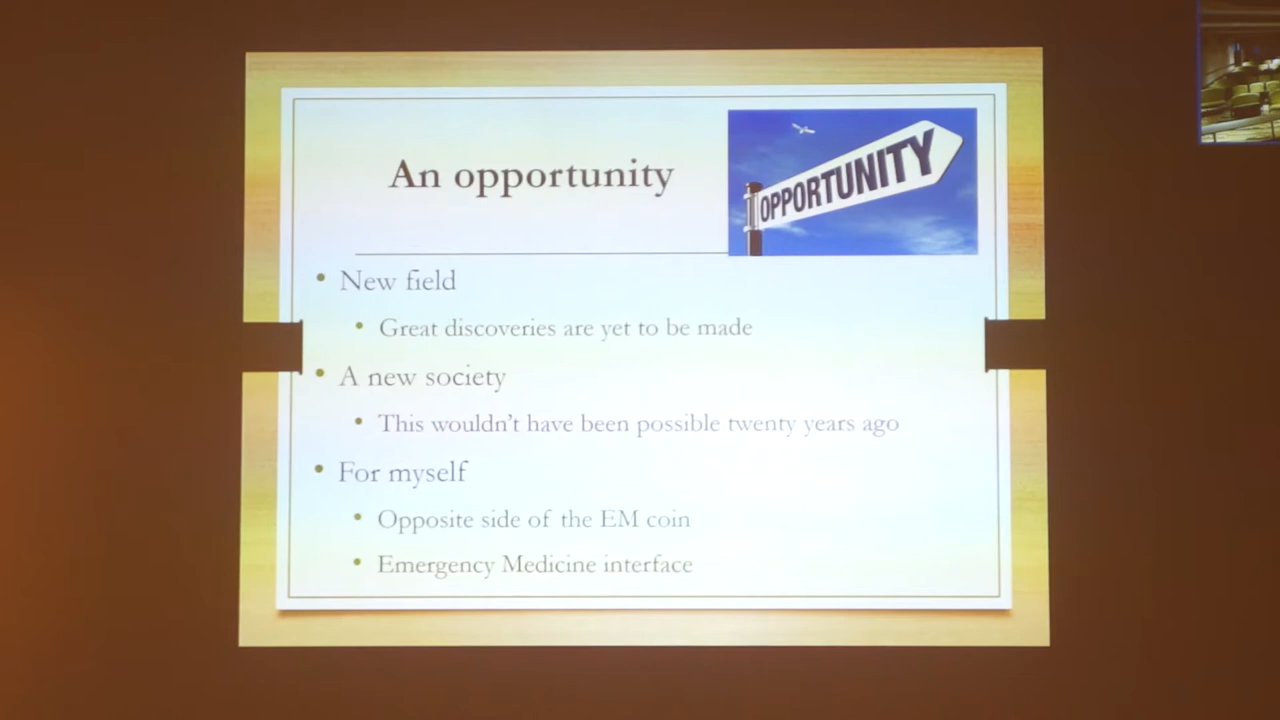 An opportunity
OPPORTUNITY
New field
Great discoveries are yet to be made
A new society
This wouldn't have been possible twenty years ago
For myself
Opposite side of the EM coin
Emergency Medicine interface